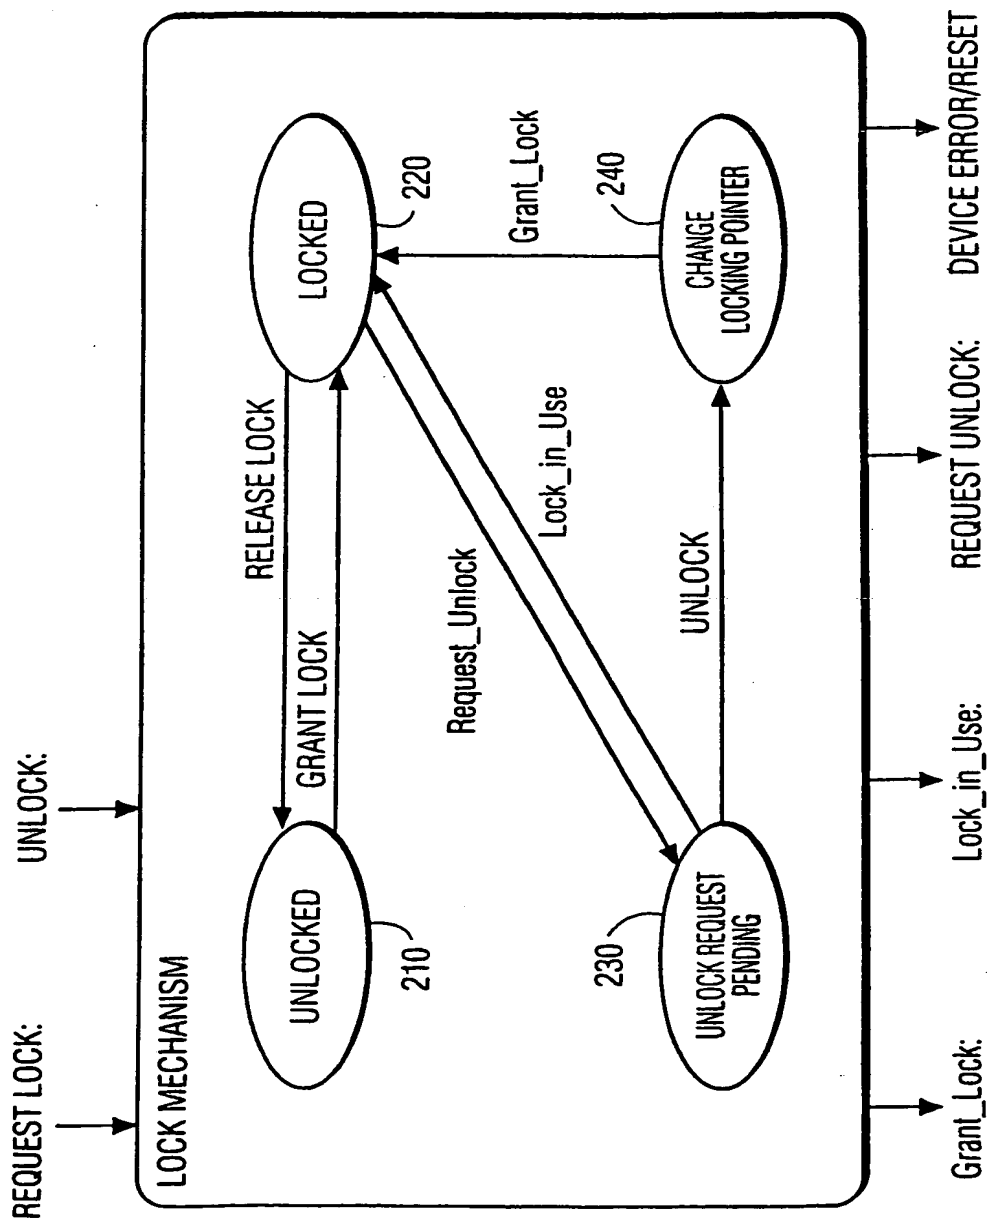 REQUEST LOCK:
UNLOCK:
LOCK MECHANISM
UNLOCKED
210
RELEASE LOCK
GRANT LOCK
LOCKED
220
Request_Unlock
Lock_in_Use
Grant_Lock
230
UNLOCK REQUEST
PENDING
UNLOCK
240
CHANGE
LOCKING POINTER
Grant_Lock:
Lock_in_Use:
REQUEST UNLOCK:
DEVICE ERROR/RESET